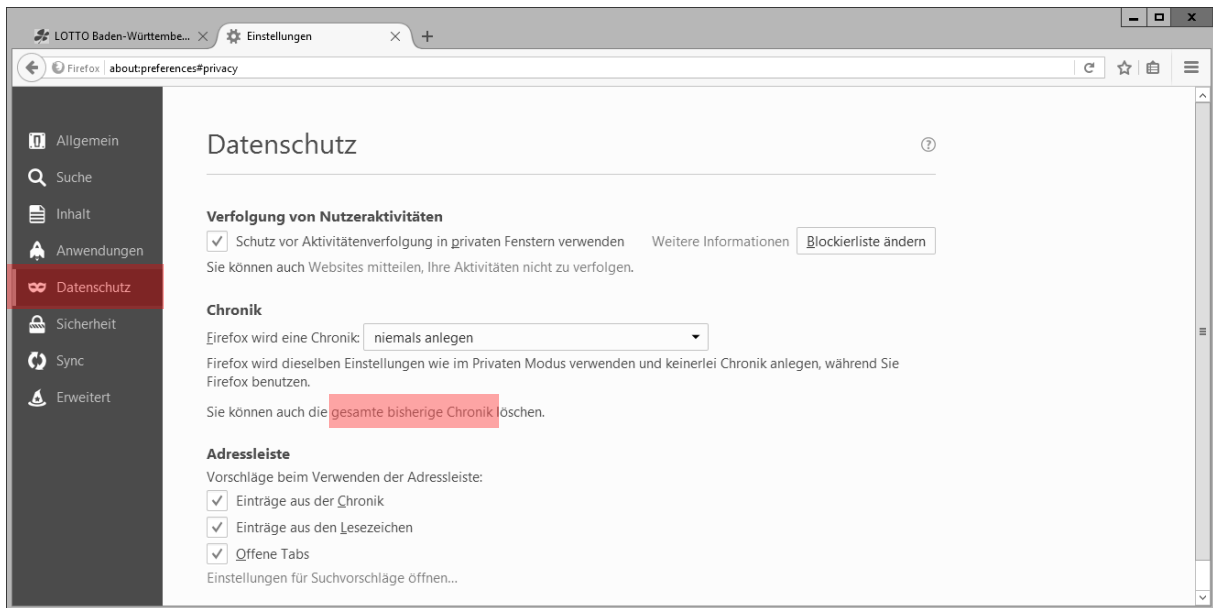 LOTTO Baden-Württembe...
Einstellungen
Firefox about:preferences#privacy
Allgemein
Suche
Inhalt
Anwendungen
Datenschutz
Sicherheit
Sync
Erweitert
Datenschutz
Verfolgung von Nutzeraktivitäten
Schutz vor Aktivitätenverfolgung in privaten Fenstern verwenden Weitere Informationen Blockierliste ändern
Sie können auch Websites mitteilen, Ihre Aktivitäten nicht zu verfolgen.
Chronik
Firefox wird eine Chronik: niemals anlegen
Firefox wird dieselben Einstellungen wie im Privaten Modus verwenden und keinerlei Chronik anlegen, während Sie
Firefox benutzen.
Sie können auch die gesamte bisherige Chronik löschen.
Adressleiste
Vorschläge beim Verwenden der Adressleiste:
Einträge aus der Chronik
Einträge aus den Lesezeichen
Offene Tabs
Einstellungen für Suchvorschläge öffnen...